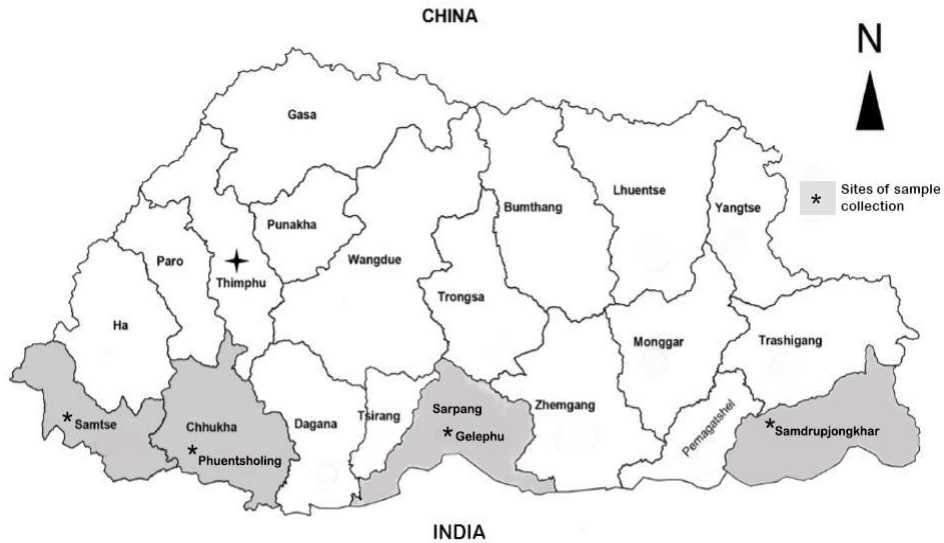 CHINA
N
Gasa
Sites of sample
collection
*
Lhuentse
Yangtse
Bumthang
Punakha
Wangdue
Paro
Thimphu
Trongsa
Ha
Monggar
Trashigang
Zhemgang
Sarpang
Tsirang
Dagana
Chhukha
* Samtse
* Gelephu
* Phuentsholing
Pemagatshel
* Samdrupjongkhar
INDIA